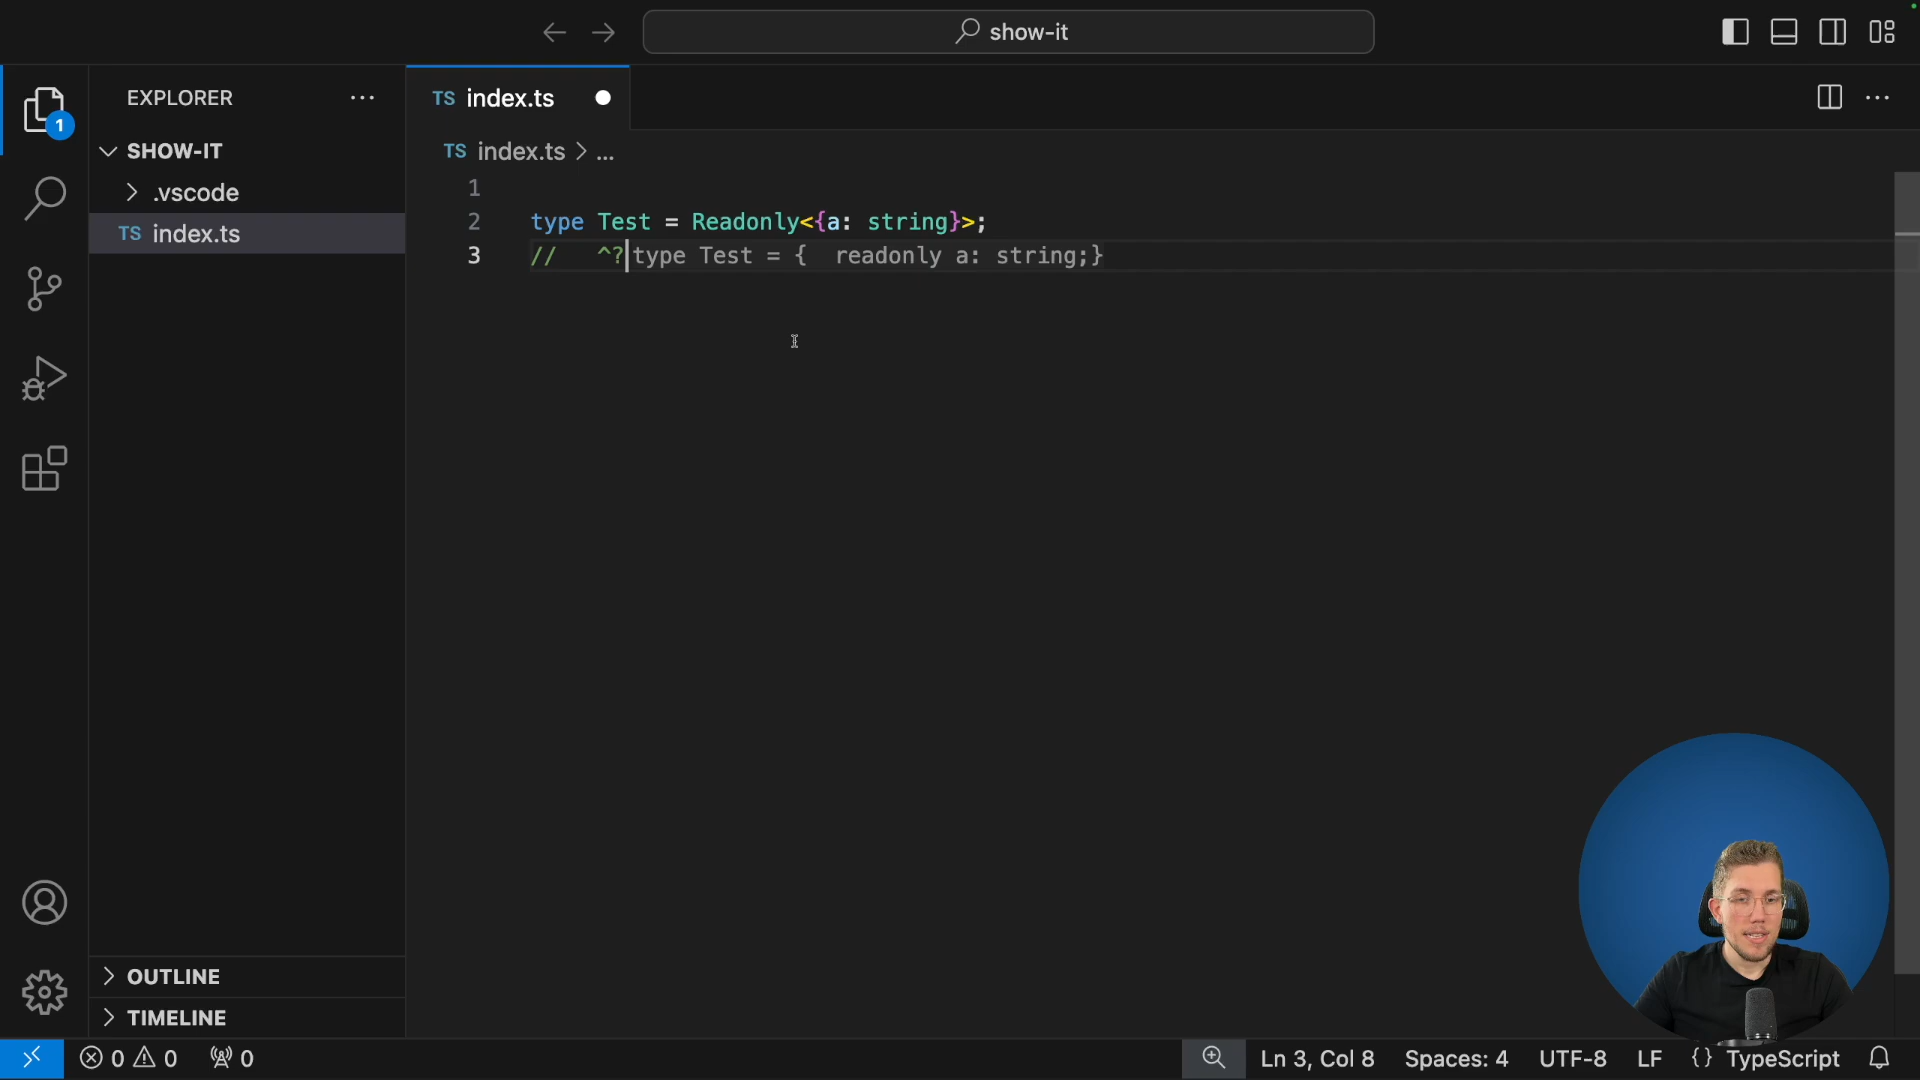 show-it
EXPLORER
TS index.ts
1
SHOW-IT
.vscode
TS index.ts
TS index.ts > ...
1
2 type Test = Readonly<{a: string}>;
3 //   ^?type Test = {  readonly a: string;}
OUTLINE
TIMELINE
0 0 0
Ln 3, Col 8 Spaces: 4 UTF-8 LF {} TypeScript